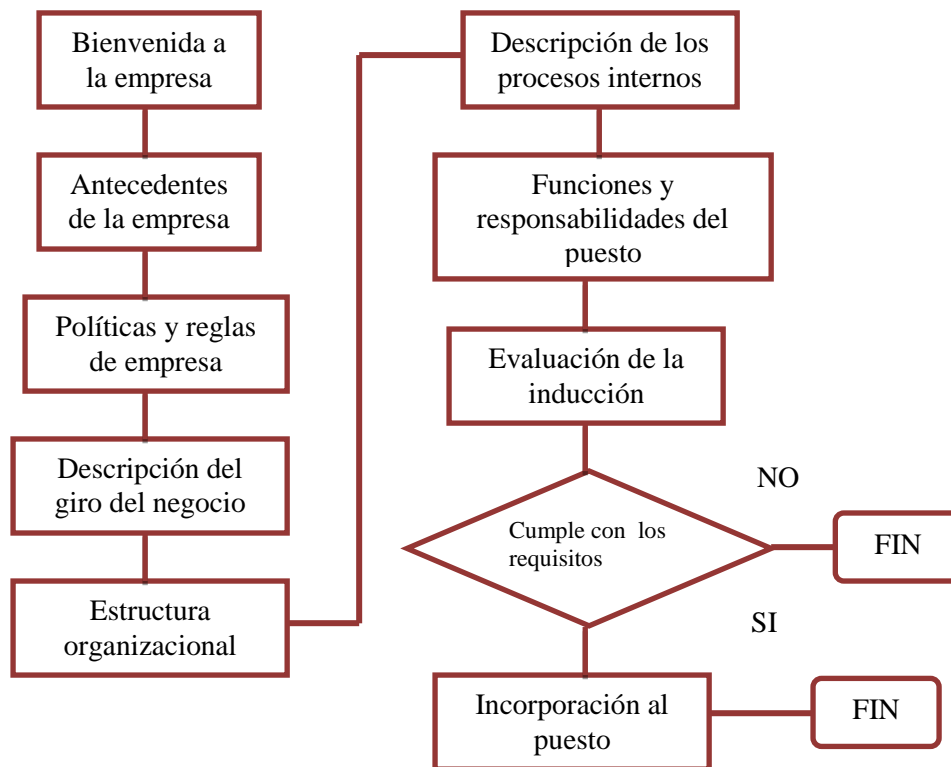 Bienvenida a
la empresa
Antecedentes
de la empresa
Políticas y reglas
de empresa
Descripción del
giro del negocio
Estructura
organizacional
Descripción de los
procesos internos
Funciones y
responsabilidades del
puesto
Evaluación de la
inducción
Cumple con los
requisitos
NO
FIN
SI
Incorporación al
puesto
FIN